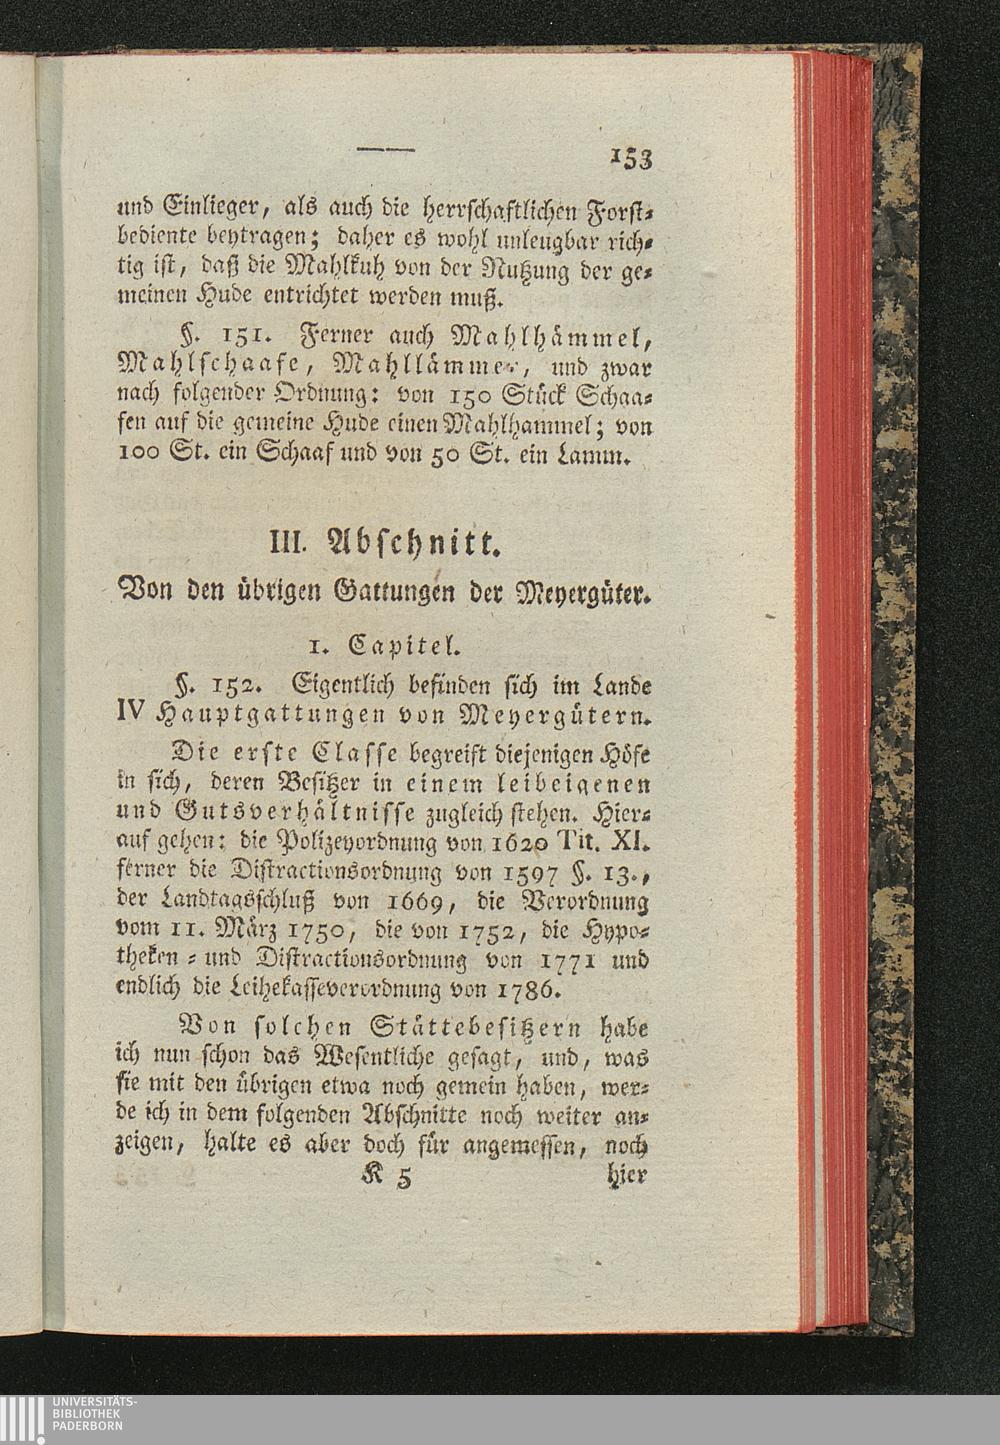 153
und Einlieger, als auch die herrschaftlichen Forst-
bediente beytragen; daher es wohl unleugbar rich-
tig ist, daß die Mahlkuh von der Nutzung der ge-
meinen Hude entrichtet werden muß.
§. 151. Ferner auch Mahlhämmel,
Mahlschaafe, Mahllämmer, und zwar
nach folgender Ordnung: von 150 Stück Schaa-
fen auf die gemeine Hude einen Mahlhammel; von
100 St. ein Schaaf und von 50 St. ein Lamm.
III. Abschnitt.
Von den übrigen Gattungen der Meyergüter.
1. Capitel.
§. 152. Eigentlich befinden sich im Lande
IV Hauptgattungen von Meyergütern.
Die erste Classe begreift diejenigen Höfe
in sich, deren Besitzer in einem leibeigenen
und Gutsverhältnisse zugleich stehen. Hier-
auf gehen: die Polizeyordnung von 1620 Tit. XI.
ferner die Distractionsordnung von 1597 §. 13.,
der Landtagsschluß von 1669, die Verordnung
vom 11. März 1750, die von 1752, die Hypo-
theken- und Distractionsordnung von 1771 und
endlich die Leihekasseverordnung von 1786.
Von solchen Stättebesitzern habe
ich nun schon das Wesentliche gesagt, und, was
sie mit den übrigen etwa noch gemein haben, wer-
de ich in dem folgenden Abschnitte noch weiter an-
zeigen, halte es aber doch für angemessen, noch
K 5 hier
UNIVERSITÄTS-
BIBLIOTHEK
PADERBORN